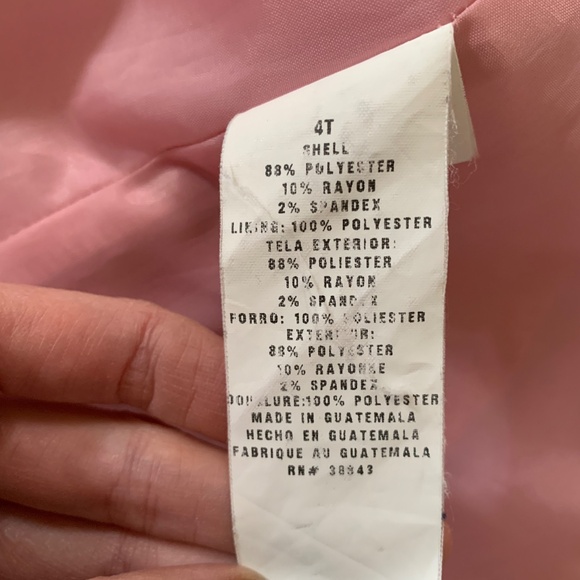 4T
SHELL
88% POLYESTER
10% RAYON
2% SPANDEX
LINING: 100% POLYESTER
TELA EXTERIOR:
88% POLIESTER
10% RAYON
2% SPANDEX
FORRO: 100% POLIESTER
EXTERIOR:
88% POLYESTER
10% RAYONNE
2% SPANDEX
DOUBLURE:100% POLYESTER
MADE IN GUATEMALA
HECHO EN GUATEMALA
FABRIQUE AU GUATEMALA
RN#